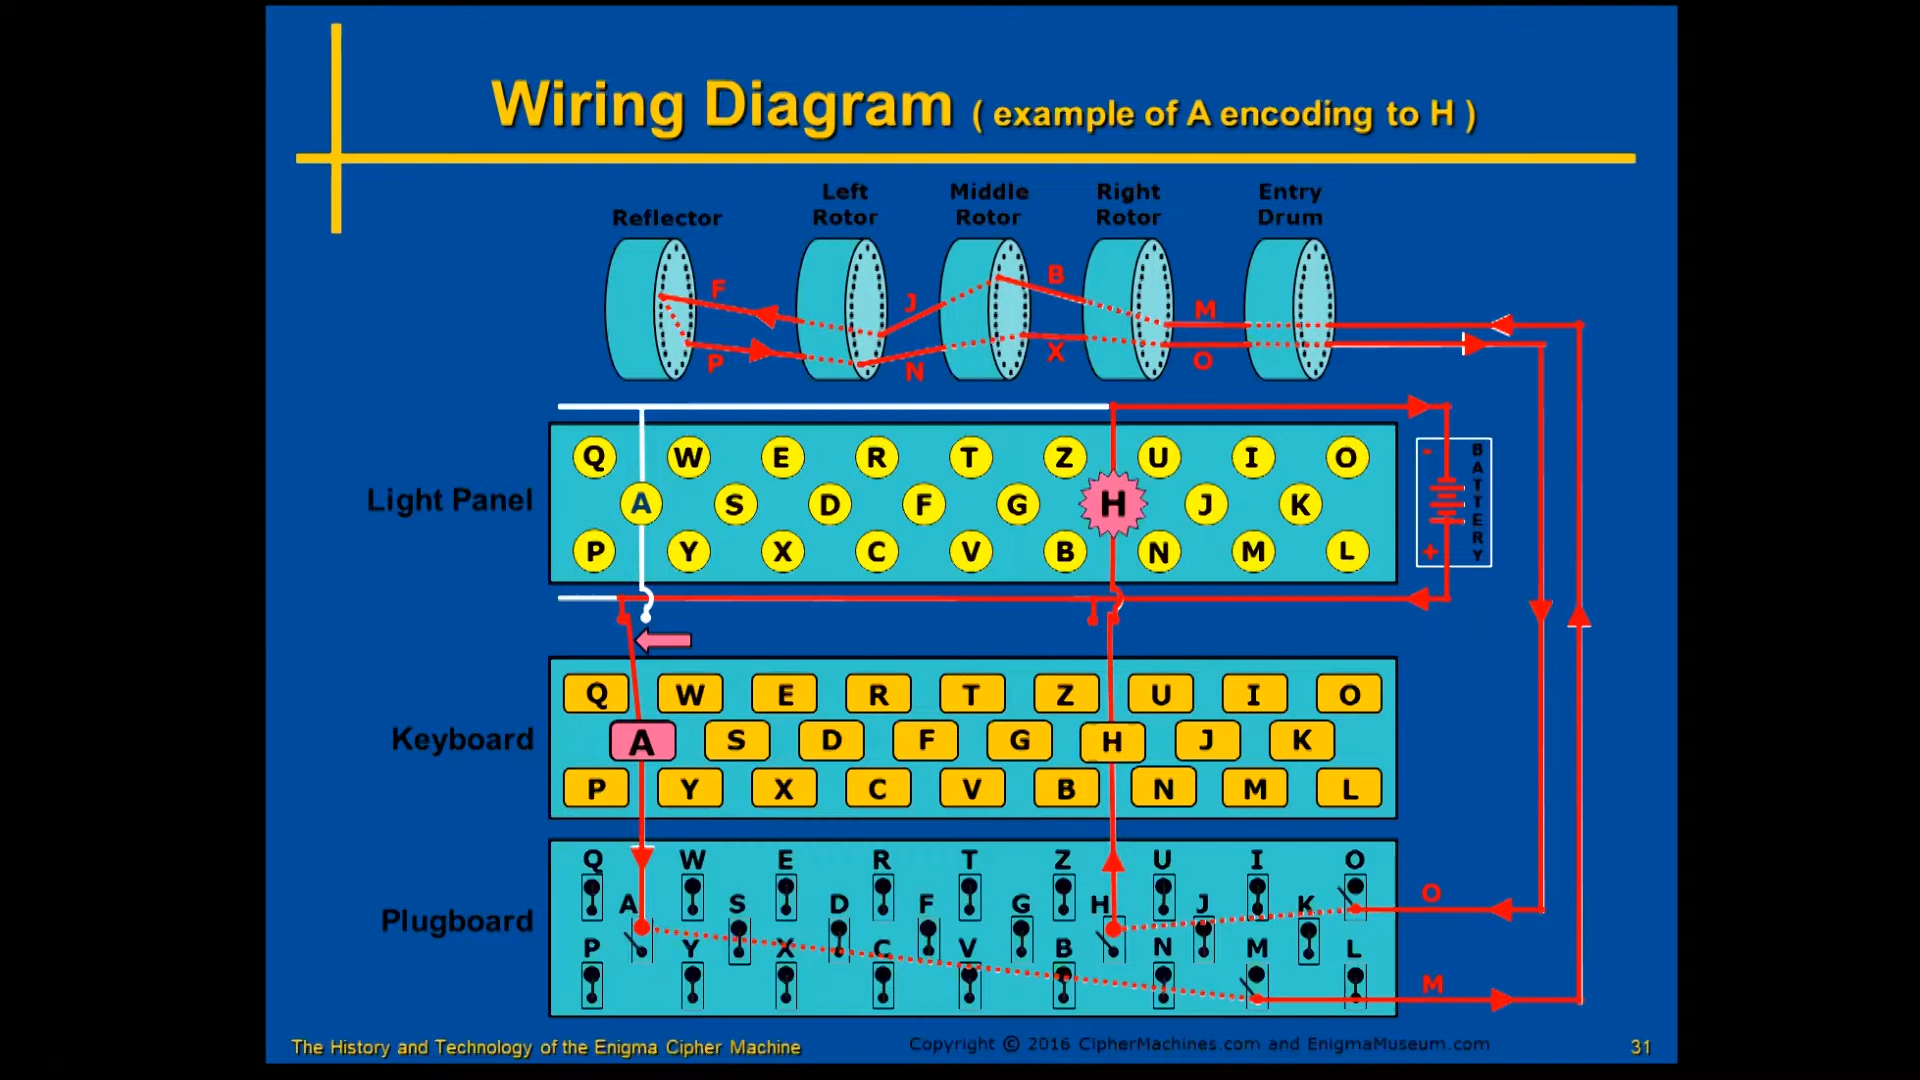 Wiring Diagram ( example of A encoding to H )
Reflector
Left
Rotor
Middle
Rotor
Right
Rotor
Entry
Drum
F
J
B
M
P
N
X
O
Light Panel
Q W E R T Z U I O
A S D F G H J K
P Y X C V B N M L
-
BATTERY
+
Keyboard
Q W E R T Z U I O
A S D F G H J K
P Y X C V B N M L
Plugboard
Q W E R T Z U I O
A S D F G H J K
P Y X C V B N M L
O
M
The History and Technology of the Enigma Cipher Machine
Copyright © 2016 CipherMachines.com and EnigmaMuseum.com
31